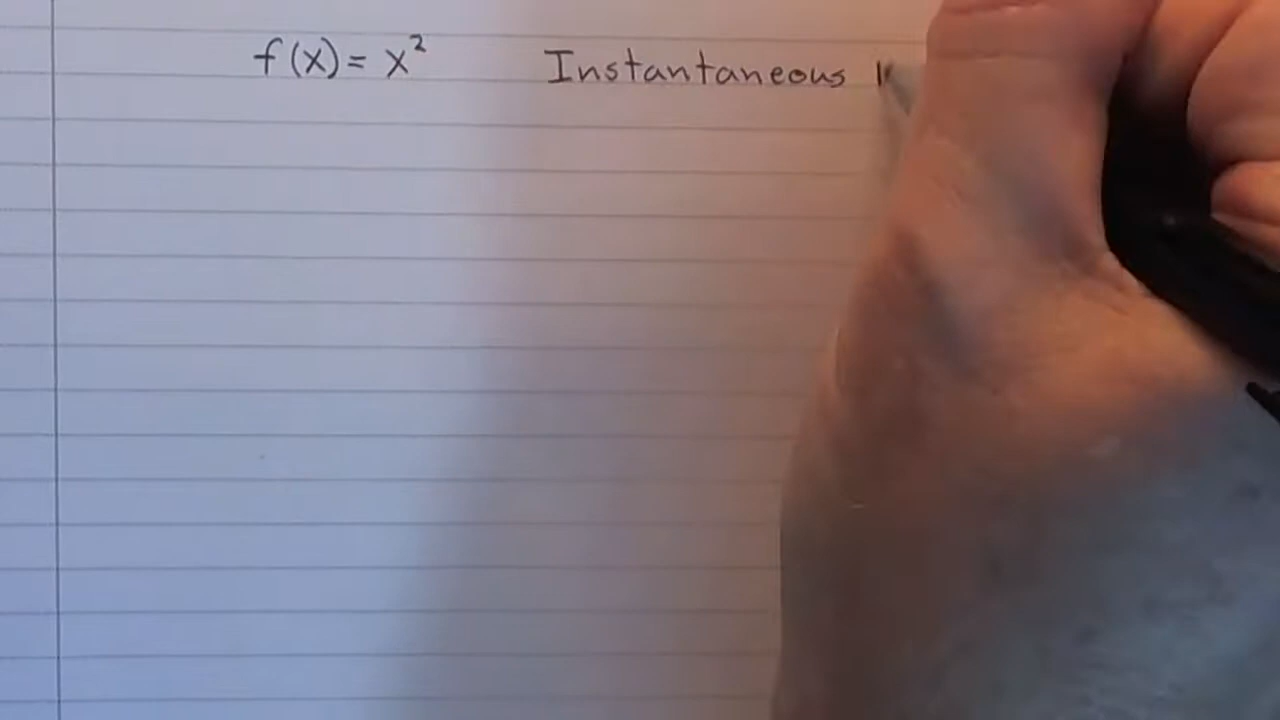 f(x) = x² Instantaneous